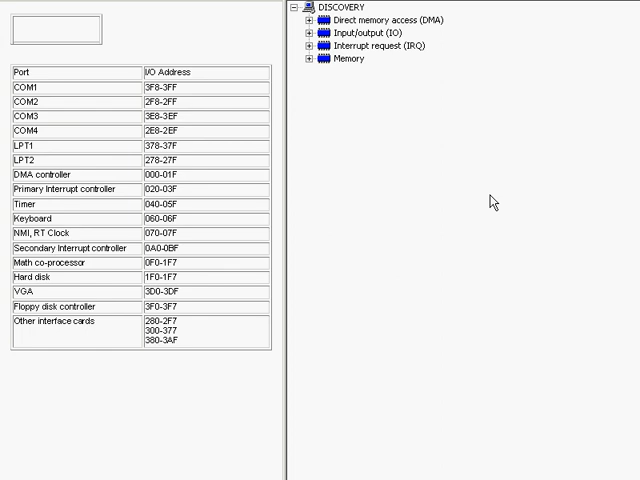 Port I/O Address
COM1 3F8-3FF
COM2 2F8-2FF
COM3 3E8-3EF
COM4 2E8-2EF
LPT1 378-37F
LPT2 278-27F
DMA controller 000-01F
Primary Interrupt controller 020-03F
Timer 040-05F
Keyboard 060-06F
NMI, RT Clock 070-07F
Secondary Interrupt controller 0A0-0BF
Math co-processor 0F0-1F7
Hard disk 1F0-1F7
VGA 3D0-3DF
Floppy disk controller 3F0-3F7
Other interface cards 280-2F7
300-377
380-3AF
DISCOVERY
Direct memory access (DMA)
Input/output (IO)
Interrupt request (IRQ)
Memory